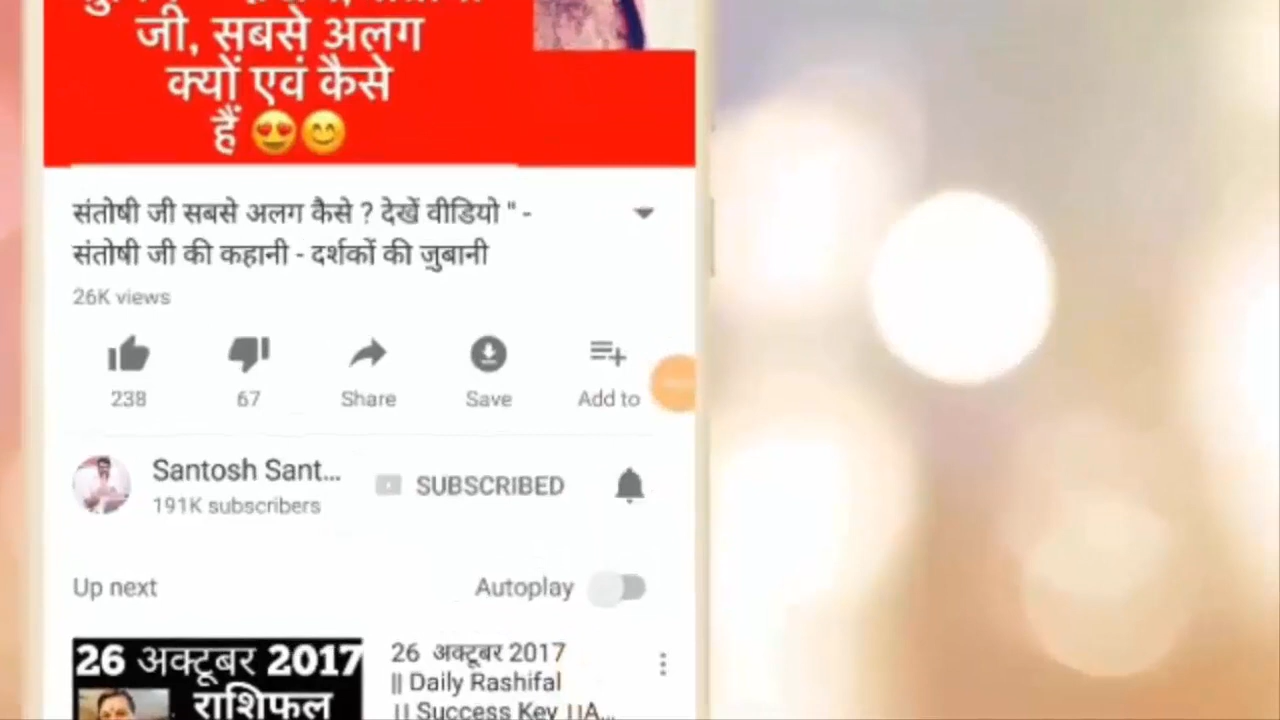 जी, सबसे अलग
क्यों एवं कैसे
हैं 😍😊
संतोषी जी सबसे अलग कैसे ? देखें वीडियो " -
संतोषी जी की कहानी - दर्शकों की जुबानी
26K views
238
67
Share
Save
Add to
Santosh Sant...
191K subscribers
SUBSCRIBED
Up next
Autoplay
26 अक्टूबर 2017
राशिफल
26 अक्टूबर 2017
|| Daily Rashifal
|| Success Key ||A...